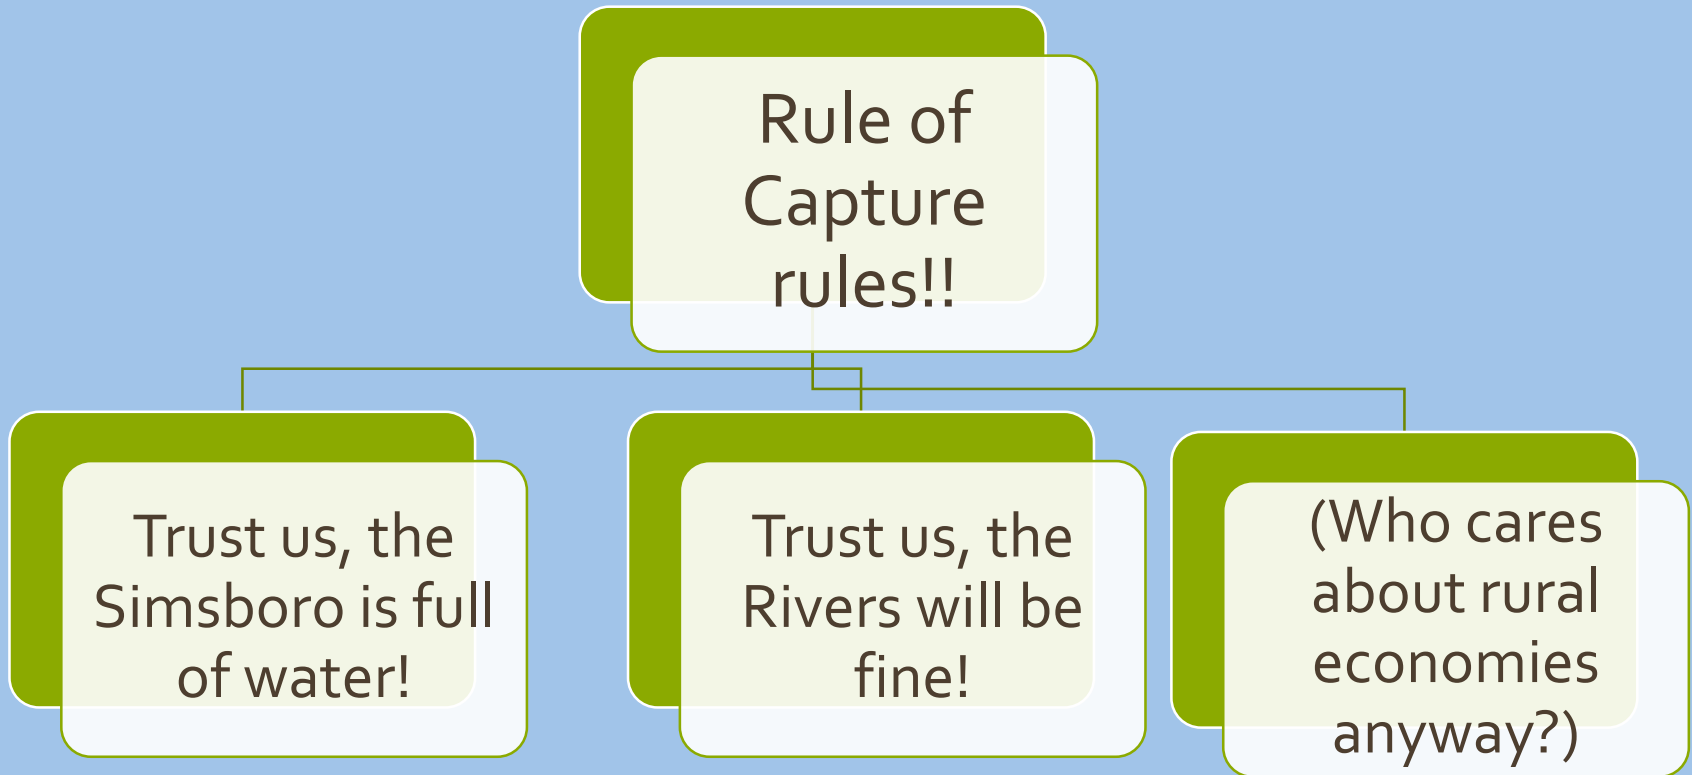 Rule of
Capture
rules!!
Trust us, the
Simsboro is full
of water!
Trust us, the
Rivers will be
fine!
(Who cares
about rural
economies
anyway?)